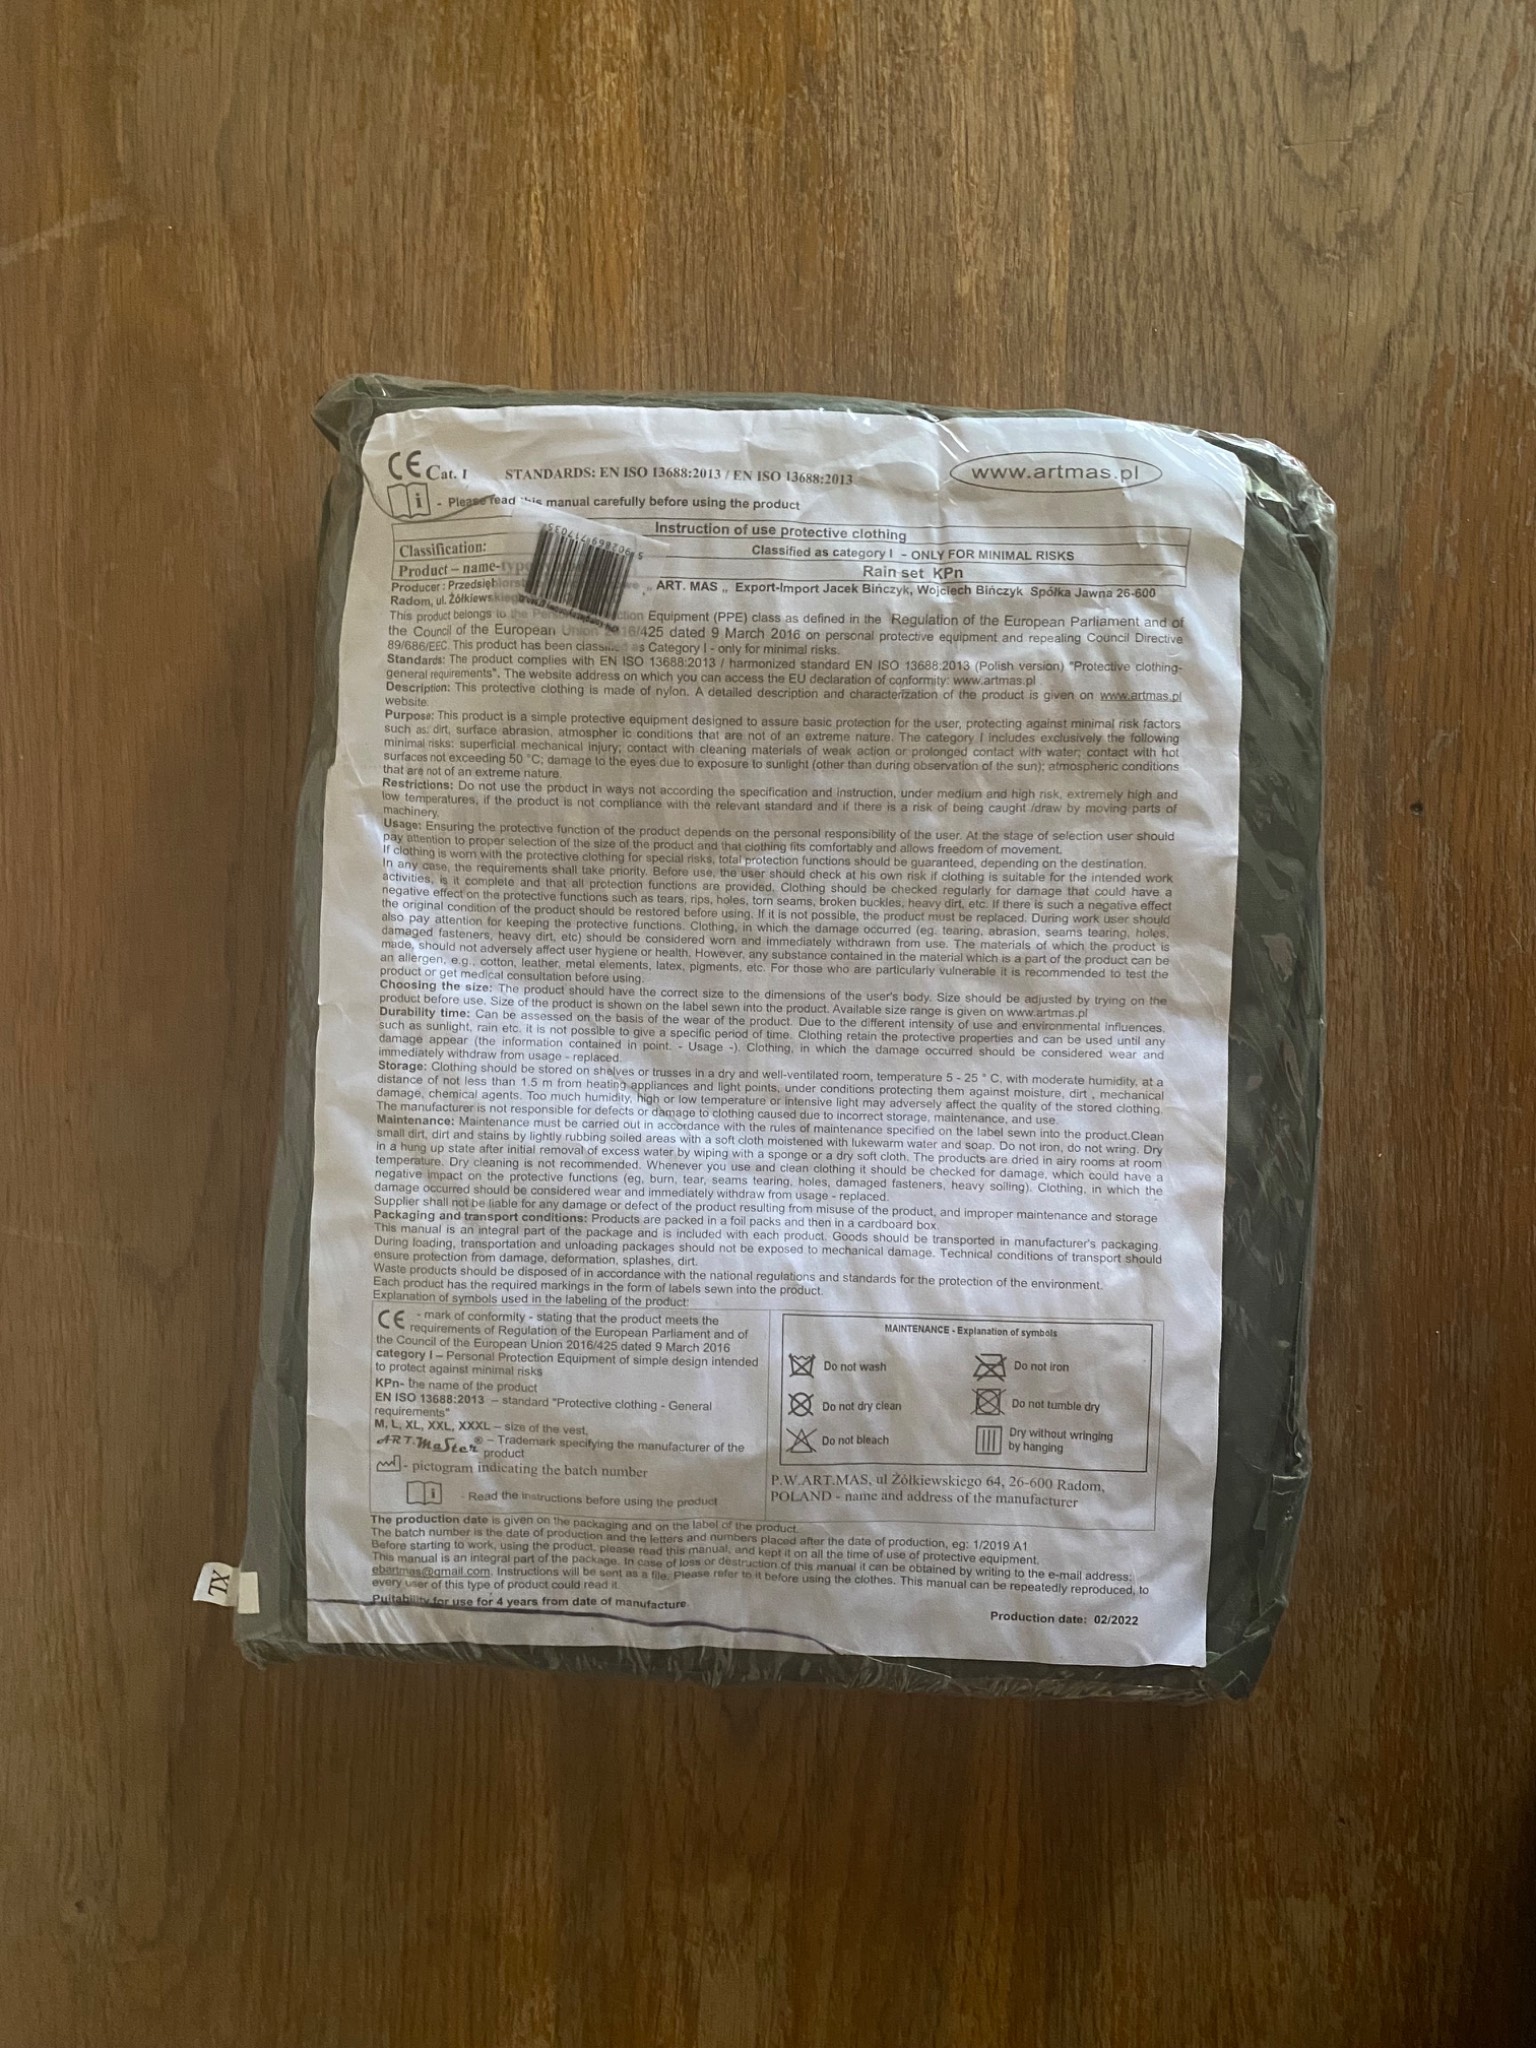 CE Cat. I STANDARDS: EN ISO 13688:2013 / EN ISO 13688:2013 www.artmas.pl
i - Please read this manual carefully before using the product
Instruction of use protective clothing
Classification: Classified as category I - ONLY FOR MINIMAL RISKS
Product – name-type Rain set KPn
Producer : „ ART. MAS „ Export-Import Jacek Bińczyk, Wojciech Bińczyk Spółka Jawna 26-600
Radom, ul. Żółkiewskiego
This product belongs to the Equipment (PPE) class as defined in the Regulation of the European Parliament and of
the Council of the European Union 2016/425 dated 9 March 2016 on personal protective equipment and repealing Council Directive
89/686/EEC. This product has been classified as Category I - only for minimal risks.
Standards: The product complies with EN ISO 13688:2013 / harmonized standard EN ISO 13688:2013 (Polish version) "Protective clothing-
general requirements". The website address on which you can access the EU declaration of conformity: www.artmas.pl .
Description: This protective clothing is made of nylon. A detailed description and characterization of the product is given on www.artmas.pl
website.
Purpose: This product is a simple protective equipment designed to assure basic protection for the user, protecting against minimal risk factors
such as: dirt, surface abrasion, atmospher ic conditions that are not of an extreme nature. The category I includes exclusively the following
minimal risks: superficial mechanical injury; contact with cleaning materials of weak action or prolonged contact with water; contact with hot
surfaces not exceeding 50 °C; damage to the eyes due to exposure to sunlight (other than during observation of the sun); atmospheric conditions
that are not of an extreme nature.
Restrictions: Do not use the product in ways not according the specification and instruction, under medium and high risk, extremely high and
low temperatures, if the product is not compliance with the relevant standard and if there is a risk of being caught /draw by moving parts of
machinery.
Usage: Ensuring the protective function of the product depends on the personal responsibility of the user. At the stage of selection user should
pay attention to proper selection of the size of the product and that clothing fits comfortably and allows freedom of movement.
If clothing is worn with the protective clothing for special risks, total protection functions should be guaranteed, depending on the destination.
In any case, the requirements shall take priority. Before use, the user should check at his own risk if clothing is suitable for the intended work
activities, is it complete and that all protection functions are provided. Clothing should be checked regularly for damage that could have a
negative effect on the protective functions such as tears, rips, holes, torn seams, broken buckles, heavy dirt, etc. If there is such a negative effect
the original condition of the product should be restored before using. If it is not possible, the product must be replaced. During work user should
also pay attention for keeping the protective functions. Clothing, in which the damage occurred (eg. tearing, abrasion, seams tearing, holes,
damaged fasteners, heavy dirt, etc) should be considered worn and immediately withdrawn from use. The materials of which the product is
made, should not adversely affect user hygiene or health. However, any substance contained in the material which is a part of the product can be
an allergen, e.g.: cotton, leather, metal elements, latex, pigments, etc. For those who are particularly vulnerable it is recommended to test the
product or get medical consultation before using.
Choosing the size: The product should have the correct size to the dimensions of the user's body. Size should be adjusted by trying on the
product before use. Size of the product is shown on the label sewn into the product. Available size range is given on www.artmas.pl
Durability time: Can be assessed on the basis of the wear of the product. Due to the different intensity of use and environmental influences,
such as sunlight, rain etc. it is not possible to give a specific period of time. Clothing retain the protective properties and can be used until any
damage appear (the information contained in point. - Usage -). Clothing, in which the damage occurred should be considered wear and
immediately withdraw from usage - replaced.
Storage: Clothing should be stored on shelves or trusses in a dry and well-ventilated room, temperature 5 - 25 ° C, with moderate humidity, at a
distance of not less than 1.5 m from heating appliances and light points, under conditions protecting them against moisture, dirt , mechanical
damage, chemical agents. Too much humidity, high or low temperature or intensive light may adversely affect the quality of the stored clothing.
The manufacturer is not responsible for defects or damage to clothing caused due to incorrect storage, maintenance, and use.
Maintenance: Maintenance must be carried out in accordance with the rules of maintenance specified on the label sewn into the product.Clean
small dirt, dirt and stains by lightly rubbing soiled areas with a soft cloth moistened with lukewarm water and soap. Do not iron, do not wring. Dry
in a hung up state after initial removal of excess water by wiping with a sponge or a dry soft cloth. The products are dried in airy rooms at room
temperature. Dry cleaning is not recommended. Whenever you use and clean clothing it should be checked for damage, which could have a
negative impact on the protective functions (eg, burn, tear, seams tearing, holes, damaged fasteners, heavy soiling). Clothing, in which the
damage occurred should be considered wear and immediately withdraw from usage - replaced.
Supplier shall not be liable for any damage or defect of the product resulting from misuse of the product, and improper maintenance and storage
Packaging and transport conditions: Products are packed in a foil packs and then in a cardboard box.
This manual is an integral part of the package and is included with each product. Goods should be transported in manufacturer's packaging.
During loading, transportation and unloading packages should not be exposed to mechanical damage. Technical conditions of transport should
ensure protection from damage, deformation, splashes, dirt.
Waste products should be disposed of in accordance with the national regulations and standards for the protection of the environment.
Each product has the required markings in the form of labels sewn into the product.
Explanation of symbols used in the labeling of the product:
CE - mark of conformity - stating that the product meets the
requirements of Regulation of the European Parliament and of
the Council of the European Union 2016/425 dated 9 March 2016
category I – Personal Protection Equipment of simple design intended
to protect against minimal risks
KPn- the name of the product
EN ISO 13688:2013 – standard "Protective clothing - General
requirements"
M, L, XL, XXL, XXXL – size of the vest.
ART.MaSter ® – Trademark specifying the manufacturer of the
product
- pictogram indicating the batch number
i - Read the instructions before using the product
MAINTENANCE - Explanation of symbols
Do not wash
Do not iron
Do not dry clean
Do not tumble dry
Do not bleach
Dry without wringing
by hanging
P.W.ART.MAS, ul Żółkiewskiego 64, 26-600 Radom,
POLAND - name and address of the manufacturer
The production date is given on the packaging and on the label of the product.
The batch number is the date of production and the letters and numbers placed after the date of production, eg: 1/2019 A1
Before starting to work, using the product, please read this manual, and kept it on all the time of use of protective equipment.
This manual is an integral part of the package. In case of loss or destruction of this manual it can be obtained by writing to the e-mail address:
ebartmas@gmail.com. Instructions will be sent as a file. Please refer to it before using the clothes. This manual can be repeatedly reproduced, to
every user of this type of product could read it.
Puitability for use for 4 years from date of manufacture.
Production date: 02/2022
XL